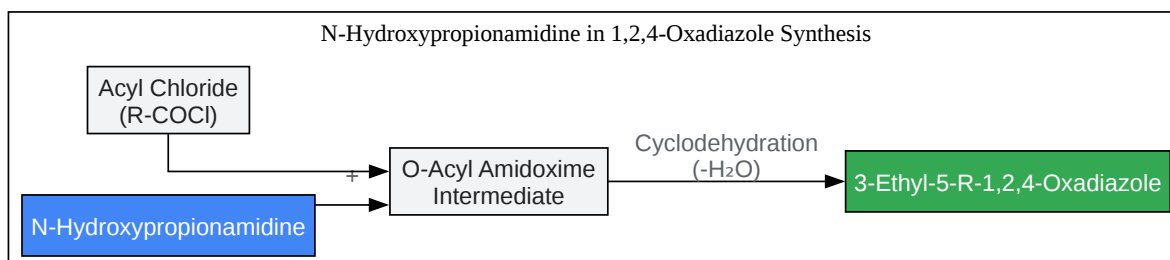 N-Hydroxypropionamidine in 1,2,4-Oxadiazole Synthesis
Acyl Chloride
(R-COCl)
+
N-Hydroxypropionamidine
O-Acyl Amidoxime
Intermediate
Cyclodehydration
(-H₂O)
3-Ethyl-5-R-1,2,4-Oxadiazole